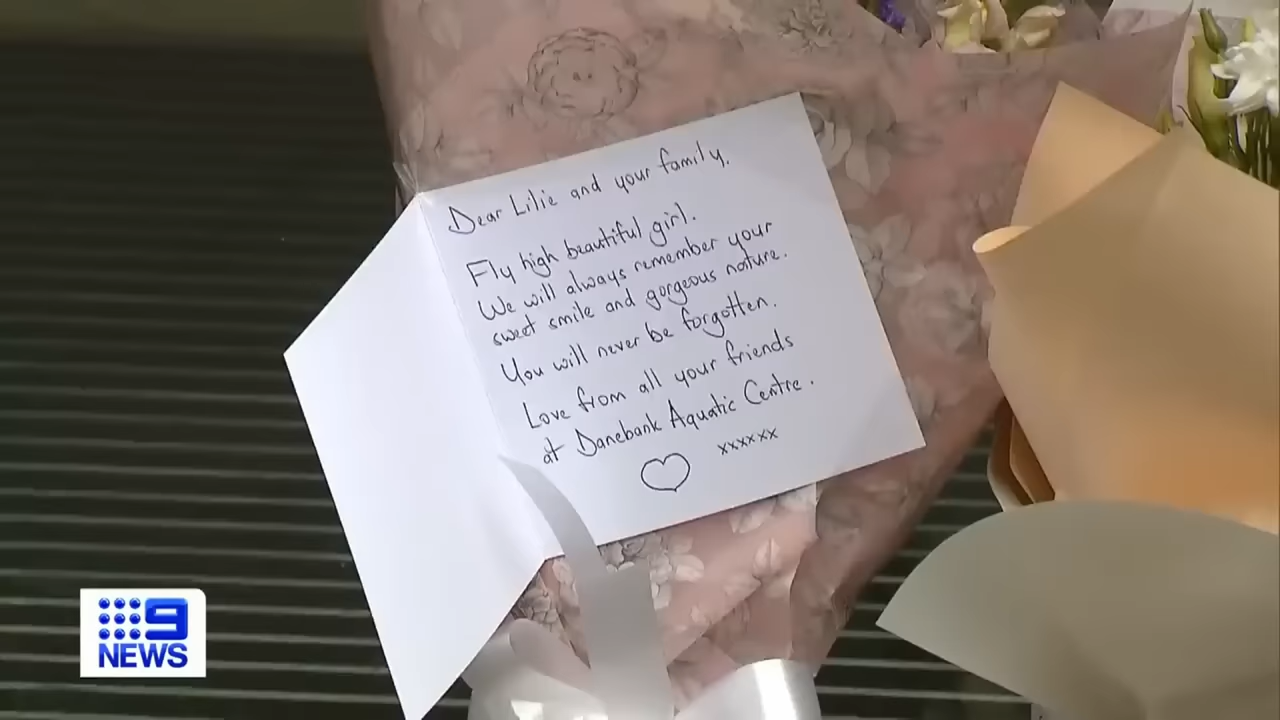 Dear Lilie and your family,
Fly high beautiful girl.
We will always remember your
sweet smile and gorgeous nature.
You will never be forgotten.
Love from all your friends
at Danebank Aquatic Centre.
xxxxxx
9
NEWS